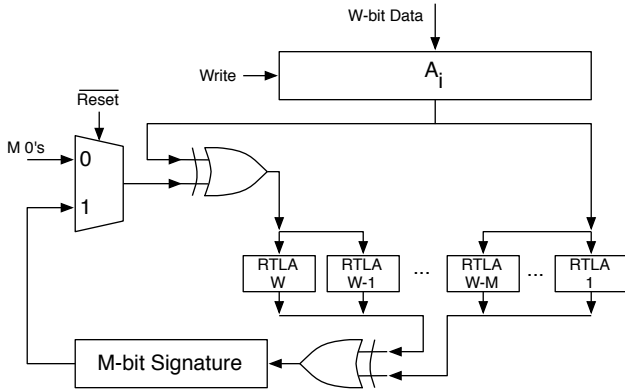 W-bit Data
Write
A i
Reset
M 0's
0
1
RTLA W
RTLA W-1
...
RTLA W-M
...
RTLA 1
M-bit Signature